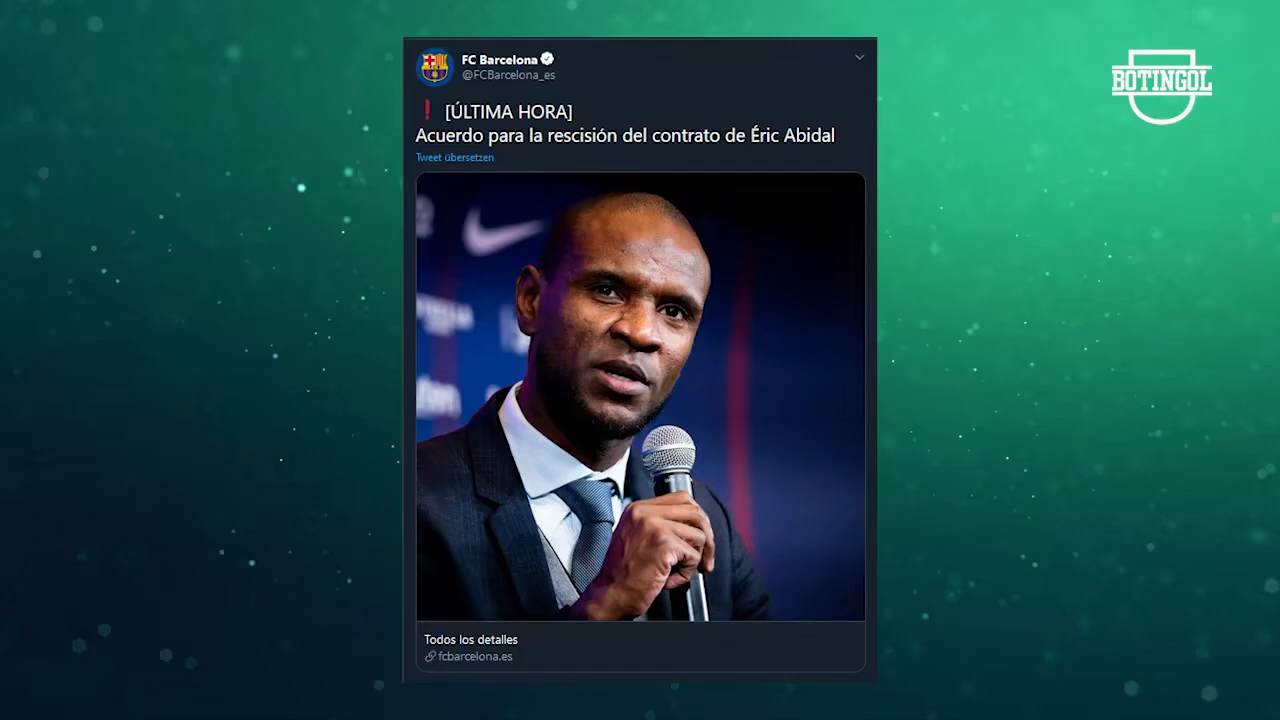 FC Barcelona
@FCBarcelona_es
BOTINGOL
❗ [ÚLTIMA HORA]
Acuerdo para la rescisión del contrato de Éric Abidal
Tweet übersetzen
Todos los detalles
fcbarcelona.es